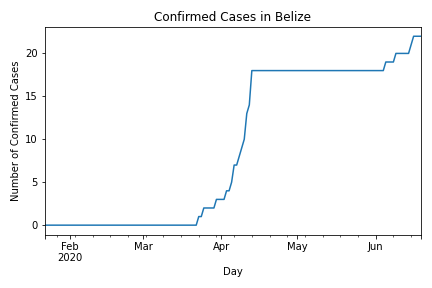 Confirmed Cases in Belize
Number of Confirmed Cases
20
15
10
5
0
Feb Mar Apr May Jun
2020
Day